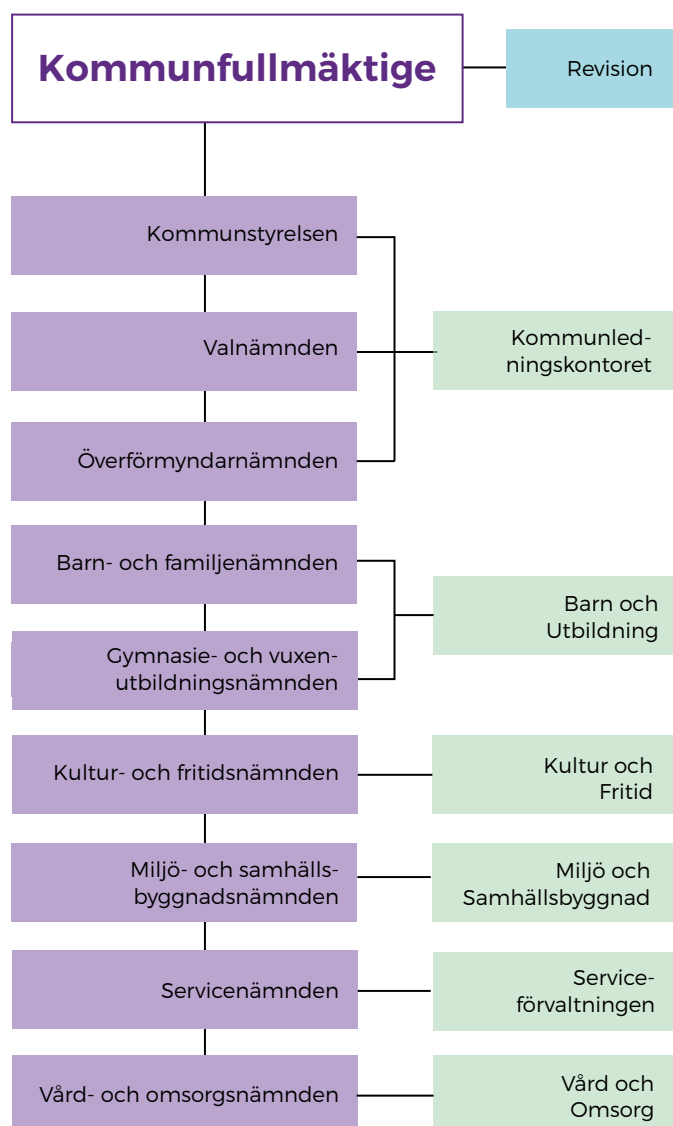 Kommunfullmäktige
Revision
Kommunstyrelsen
Valnämnden
Kommunled-
ningskontoret
Överförmyndarnämnden
Barn- och familjenämnden
Barn och
Utbildning
Gymnasie- och vuxen-
utbildningsnämnden
Kultur- och fritidsnämnden
Kultur och
Fritid
Miljö- och samhälls-
byggnadsnämnden
Miljö och
Samhällsbyggnad
Servicenämnden
Service-
förvaltningen
Vård- och omsorgsnämnden
Vård och
Omsorg